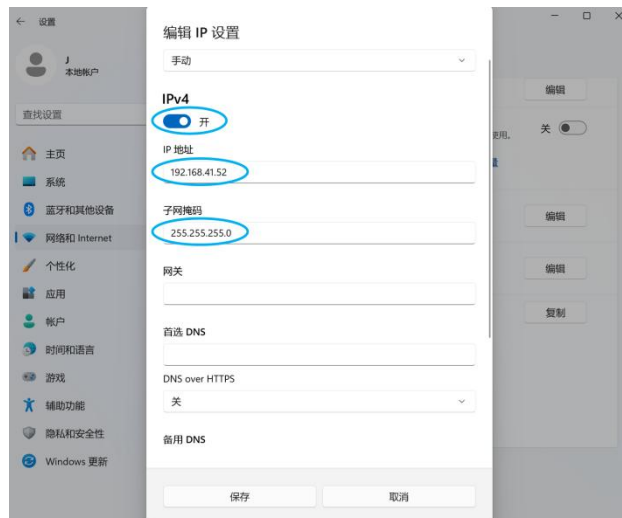 设置
J
本地帐户
查找设置
主页
系统
蓝牙和其他设备
网络和 Internet
个性化
应用
帐户
时间和语言
游戏
辅助功能
隐私和安全性
Windows 更新
编辑 IP 设置
手动
IPv4
开
IP 地址
192.168.41.52
子网掩码
255.255.255.0
网关
首选 DNS
DNS over HTTPS
关
备用 DNS
保存
取消
编辑
使用。
关
编辑
编辑
复制